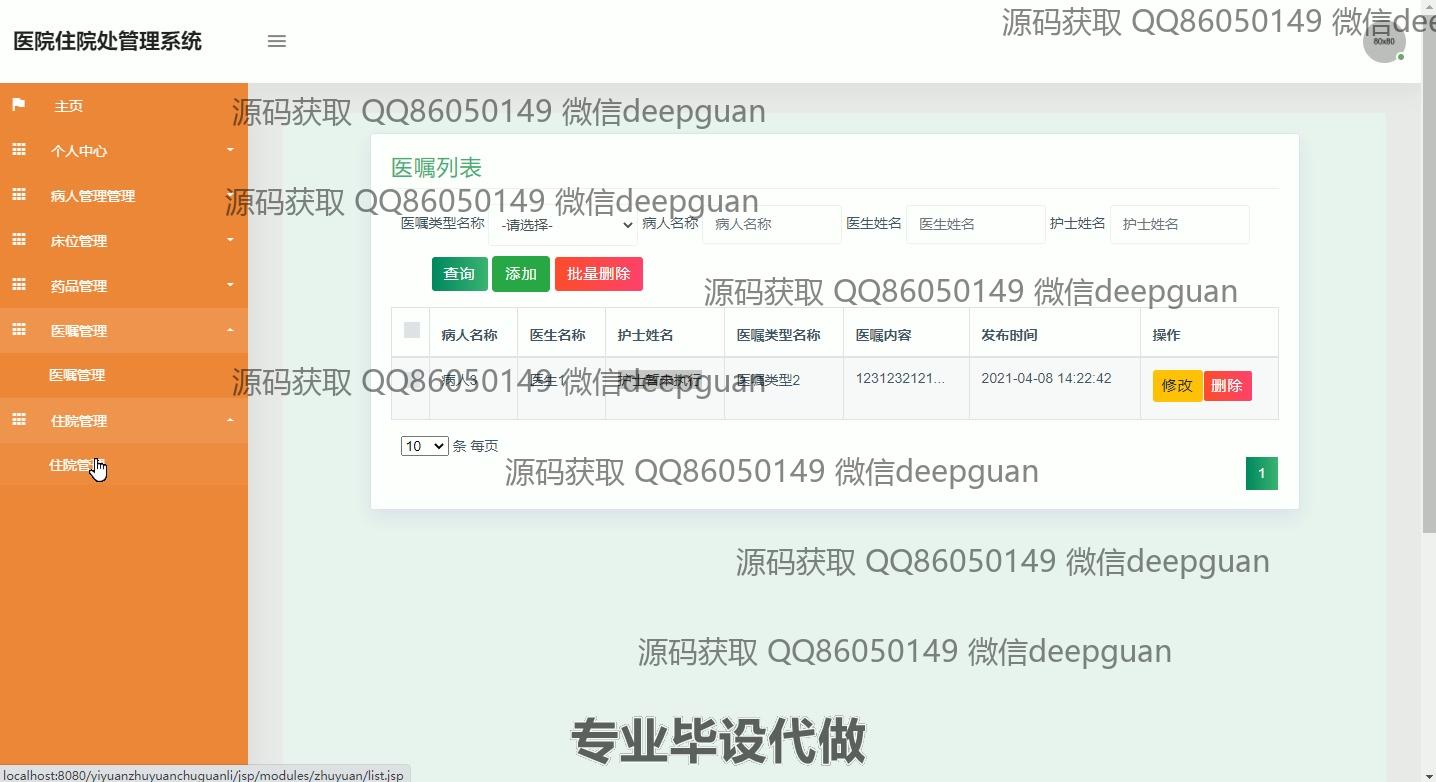 医院住院处管理系统
源码获取 QQ86050149 微信dee
80x80
主页
源码获取 QQ86050149 微信deepguan
个人中心
医嘱列表
病人管理管理
源码获取 QQ86050149 微信deepguan
医嘱类型名称 -请选择- 病人名称 病人名称 医生姓名 医生姓名 护士姓名 护士姓名
床位管理
查询 添加 批量删除
药品管理
源码获取 QQ86050149 微信deepguan
医嘱管理
病人名称 医生名称 护士姓名 医嘱类型名称 医嘱内容 发布时间 操作
医嘱管理
源码获取 QQ86050149 微信deepguan
病人3 医生1 护士暂未执行 医嘱类型2 1231232121... 2021-04-08 14:22:42 修改 删除
住院管理
10 条 每页
住院管理
源码获取 QQ86050149 微信deepguan
1
源码获取 QQ86050149 微信deepguan
源码获取 QQ86050149 微信deepguan
专业毕设代做
localhost:8080/yiyuanzhuyuanchuguanli/jsp/modules/zhuyuan/list.jsp